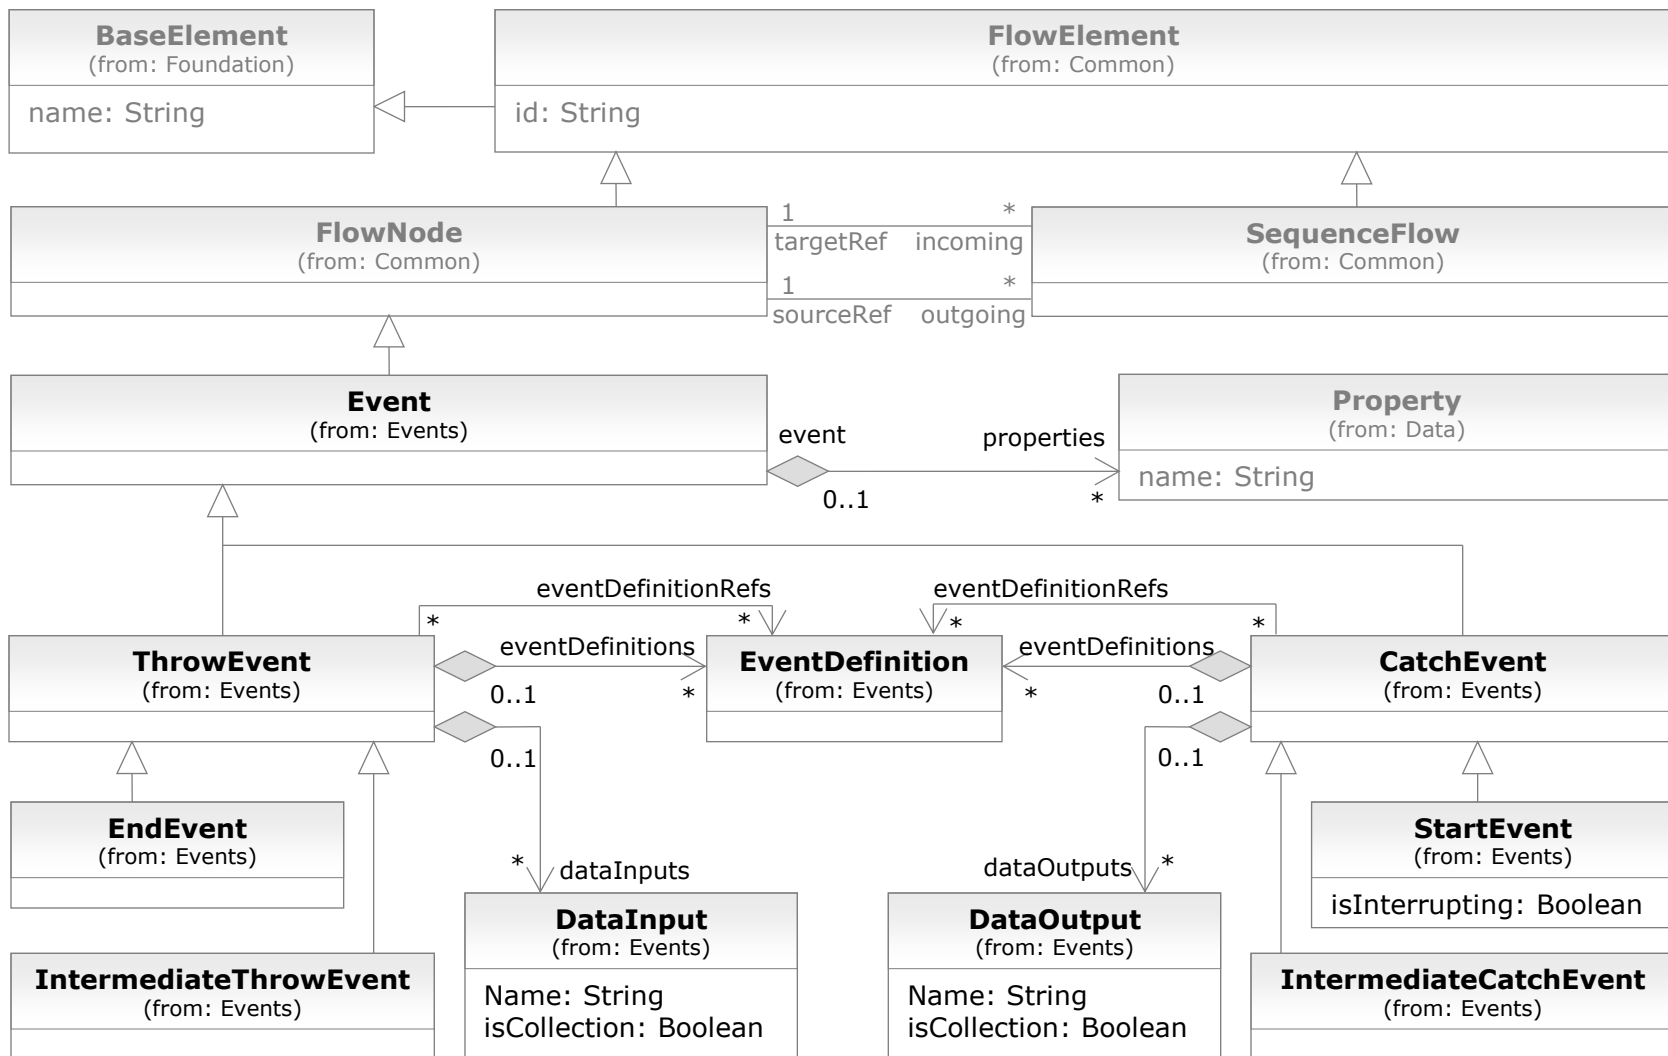 BaseElement
(from: Foundation)
name: String
FlowElement
(from: Common)
id: String
FlowNode
(from: Common)
1 *
targetRef incoming
1 *
sourceRef outgoing
SequenceFlow
(from: Common)
Event
(from: Events)
event properties
0..1 *
Property
(from: Data)
name: String
eventDefinitionRefs eventDefinitionRefs
* * * *
ThrowEvent
(from: Events)
eventDefinitions
0..1 *
0..1
EventDefinition
(from: Events)
eventDefinitions
* 0..1
0..1
CatchEvent
(from: Events)
EndEvent
(from: Events)
* dataInputs
dataOutputs *
StartEvent
(from: Events)
isInterrupting: Boolean
IntermediateThrowEvent
(from: Events)
DataInput
(from: Events)
Name: String
isCollection: Boolean
DataOutput
(from: Events)
Name: String
isCollection: Boolean
IntermediateCatchEvent
(from: Events)